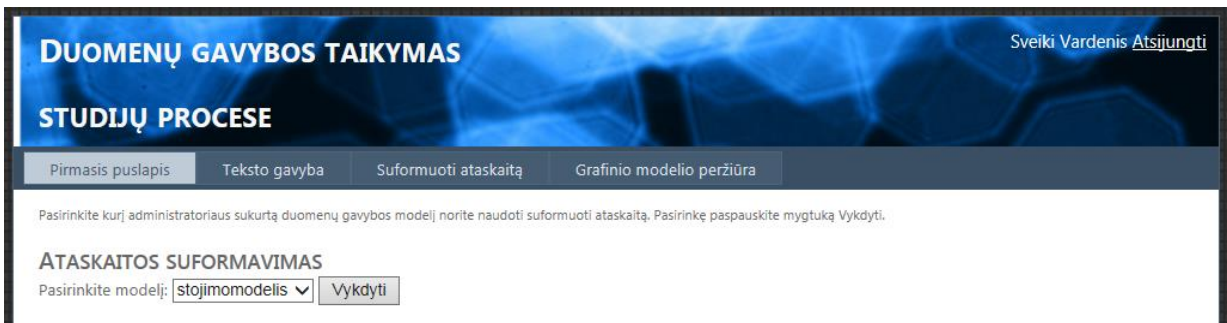 DUOMENŲ GAVYBOS TAIKYMAS
STUDIJŲ PROCESE
Sveiki Vardenis Atsijungti
Pirmasis puslapis Teksto gavyba Suformuoti ataskaitą Grafinio modelio peržiūra
Pasirinkite kurį administratoriaus sukurtą duomenų gavybos modelį norite naudoti suformuoti ataskaitą. Pasirinkę paspauskite mygtuką Vykdyti.
ATASKAITOS SUFORMAVIMAS
Pasirinkite modelį: stojimomodelis Vykdyti